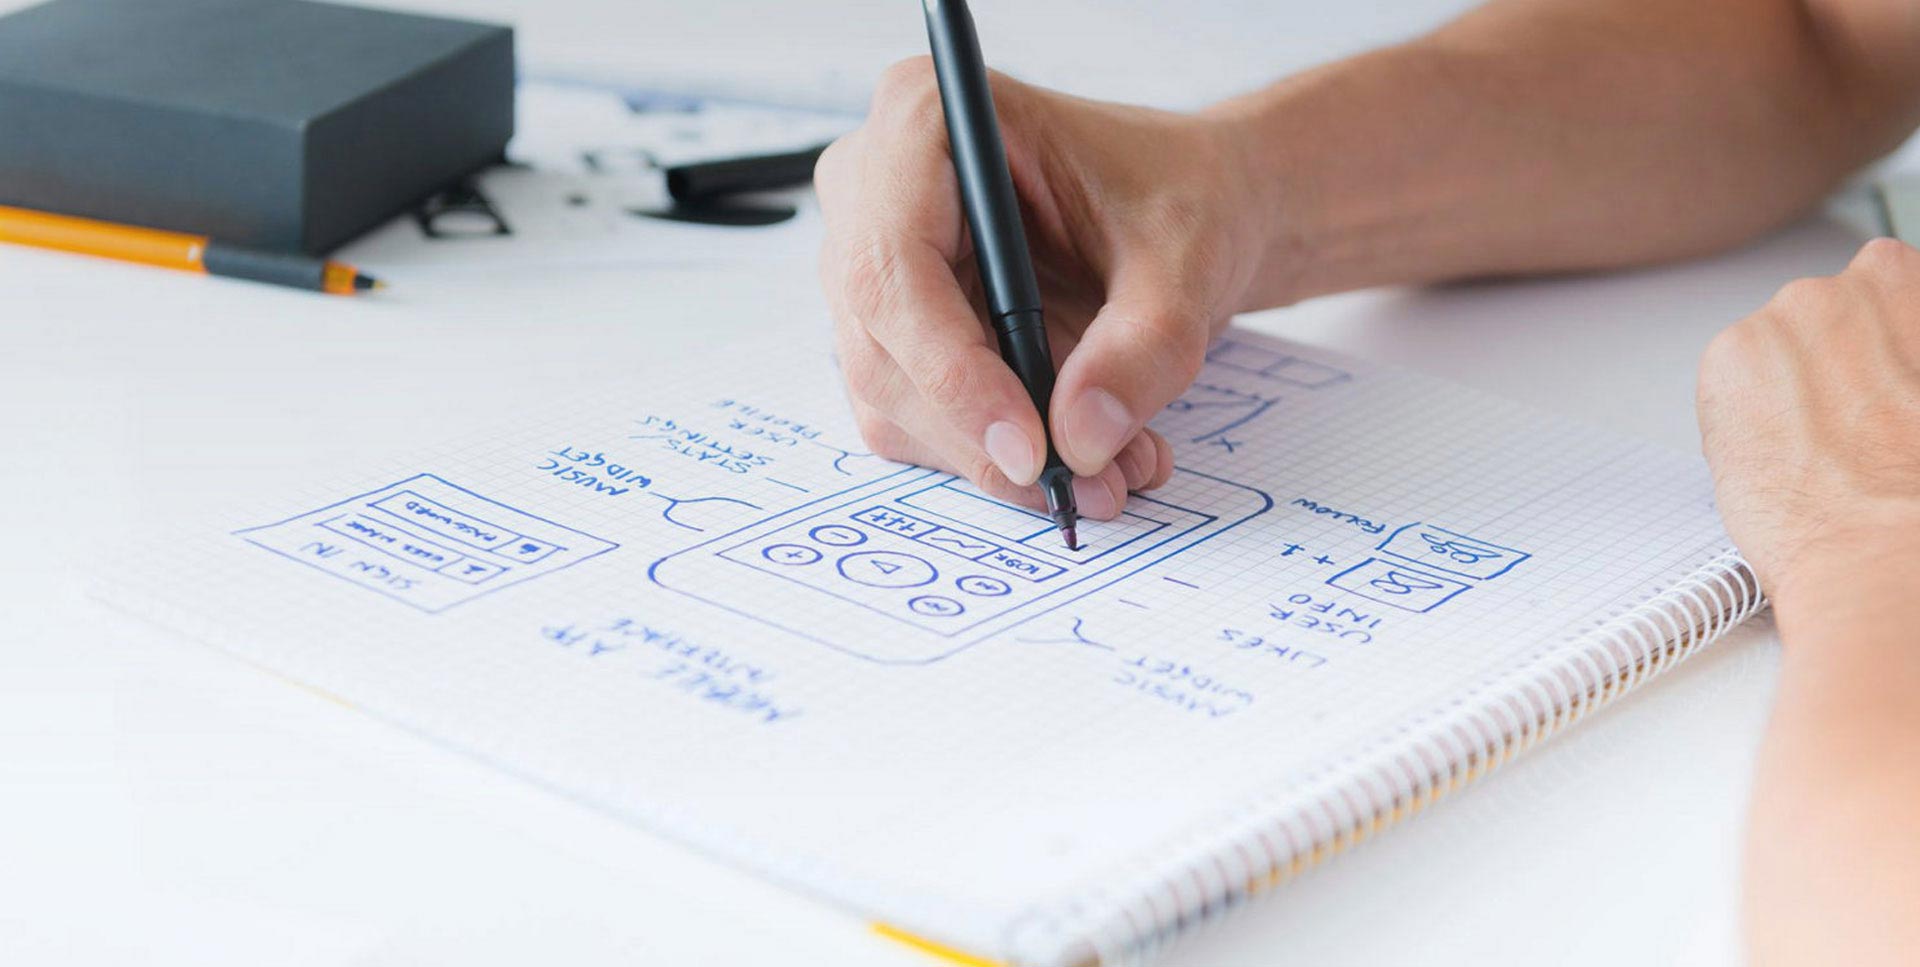 MOBILE APP
INTERFACE
MUSIC
WIDGET
LIKES
USER
INFO
+1
Follow
SIGN IN
USER NAME
PASSWORD
MUSIC
WIDGET
STATS/
SETTINGS
USER
PROFILE
X